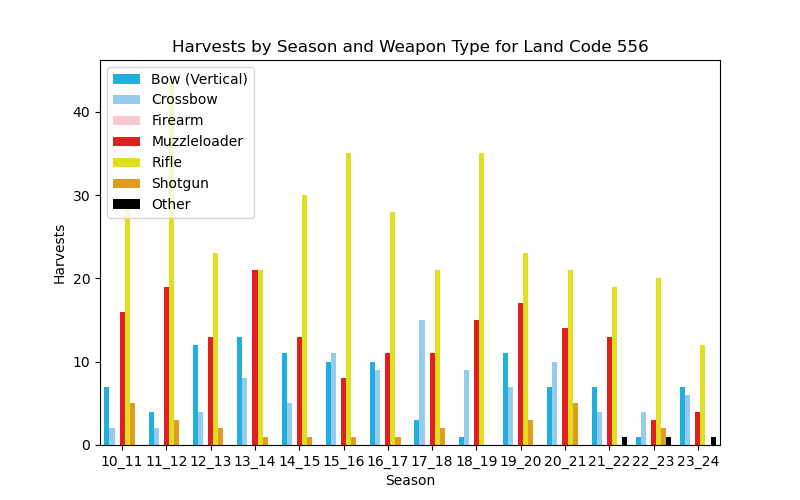 Harvests by Season and Weapon Type for Land Code 556
Bow (Vertical)
Crossbow
Firearm
Muzzleloader
Rifle
Shotgun
Other
40
30
20
10
0
Harvests
10_11 11_12 12_13 13_14 14_15 15_16 16_17 17_18 18_19 19_20 20_21 21_22 22_23 23_24
Season